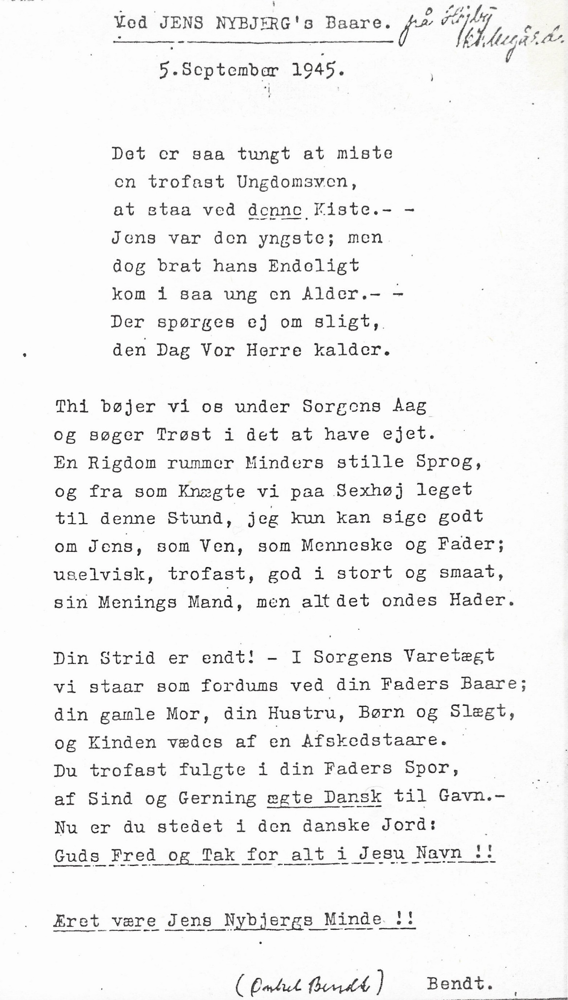 Ved JENS NYBJERG's Baare. på Højby
5.September 1945.
Det er saa tungt at miste
en trofast Ungdomsven,
at staa ved denne Kiste.- -
Jens var den yngste; men
dog brat hans Endeligt
kom i saa ung en Alder.- -
Der spørges ej om sligt,
den Dag Vor Herre kalder.
Thi bøjer vi os under Sorgens Aag
og søger Trøst i det at have ejet.
En Rigdom rummer Minders stille Sprog,
og fra som Knægte vi paa Sexhøj leget
til denne Stund, jeg kun kan sige godt
om Jens, som Ven, som Menneske og Fader;
uselvisk, trofast, god i stort og smaat,
sin Menings Mand, men alt det ondes Hader.
Din Strid er endt! - I Sorgens Varetægt
vi staar som fordums ved din Faders Baare;
din gamle Mor, din Hustru, Børn og Slægt,
og Kinden vædes af en Afskedstaare.
Du trofast fulgte i din Faders Spor,
af Sind og Gerning ægte Dansk til Gavn.-
Nu er du stedet i den danske Jord:
Guds Fred og Tak for alt i Jesu Navn !!
Æret være Jens Nybjergs Minde !!
(Onkel Bendt) Bendt.